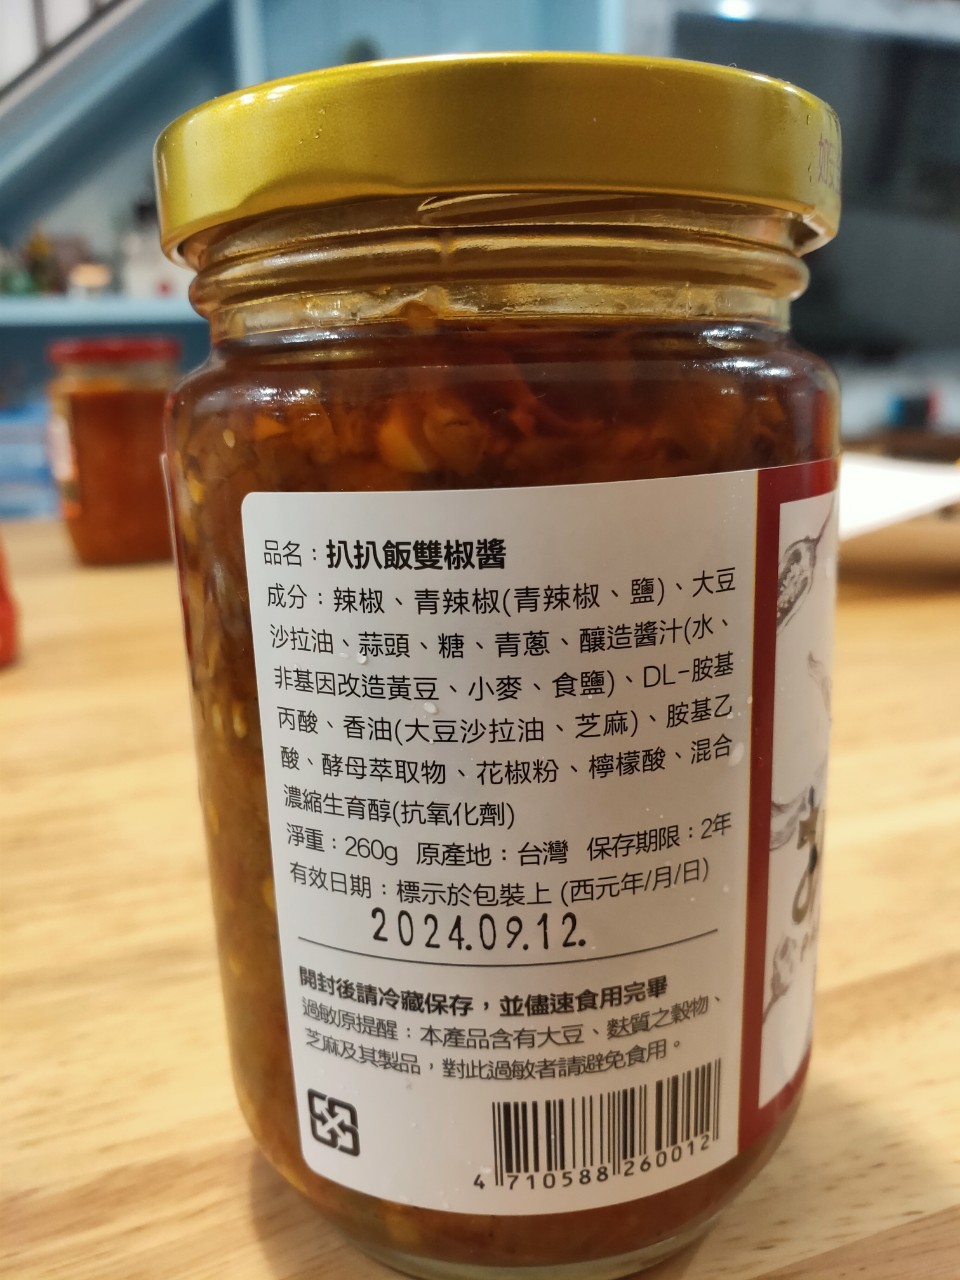 品名：扒扒飯雙椒醬
成分：辣椒、青辣椒(青辣椒、鹽)、大豆
沙拉油、蒜頭、糖、青蔥、釀造醬汁(水、
非基因改造黃豆、小麥、食鹽)、DL-胺基
丙酸、香油(大豆沙拉油、芝麻)、胺基乙
酸、酵母萃取物、花椒粉、檸檬酸、混合
濃縮生育醇(抗氧化劑)
淨重：260g 原產地：台灣 保存期限：2年
有效日期：標示於包裝上 (西元年/月/日)
2024.09.12.
開封後請冷藏保存，並儘速食用完畢
過敏原提醒：本產品含有大豆、麩質之穀物、
芝麻及其製品，對此過敏者請避免食用。
4 710588 260012